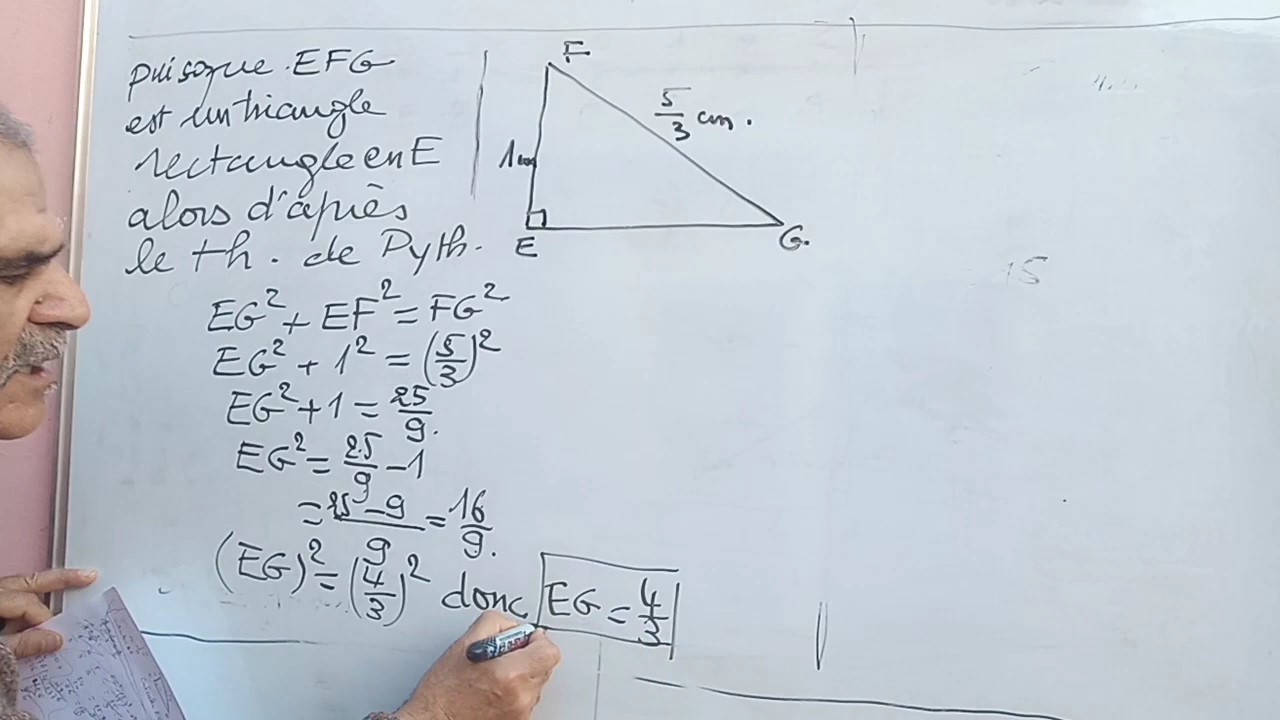 puisque EFG
est un triangle
rectangle en E
alors d'après
le th. de Pyth.
EG² + EF² = FG²
EG² + 1² = (5/3)²
EG² + 1 = 25/9.
EG² = 25/9 - 1
= 25 - 9/9 = 16/9.
(EG)² = (4/3)² donc EG = 4/3
F
5/3 cm.
1cm
E
G.
15